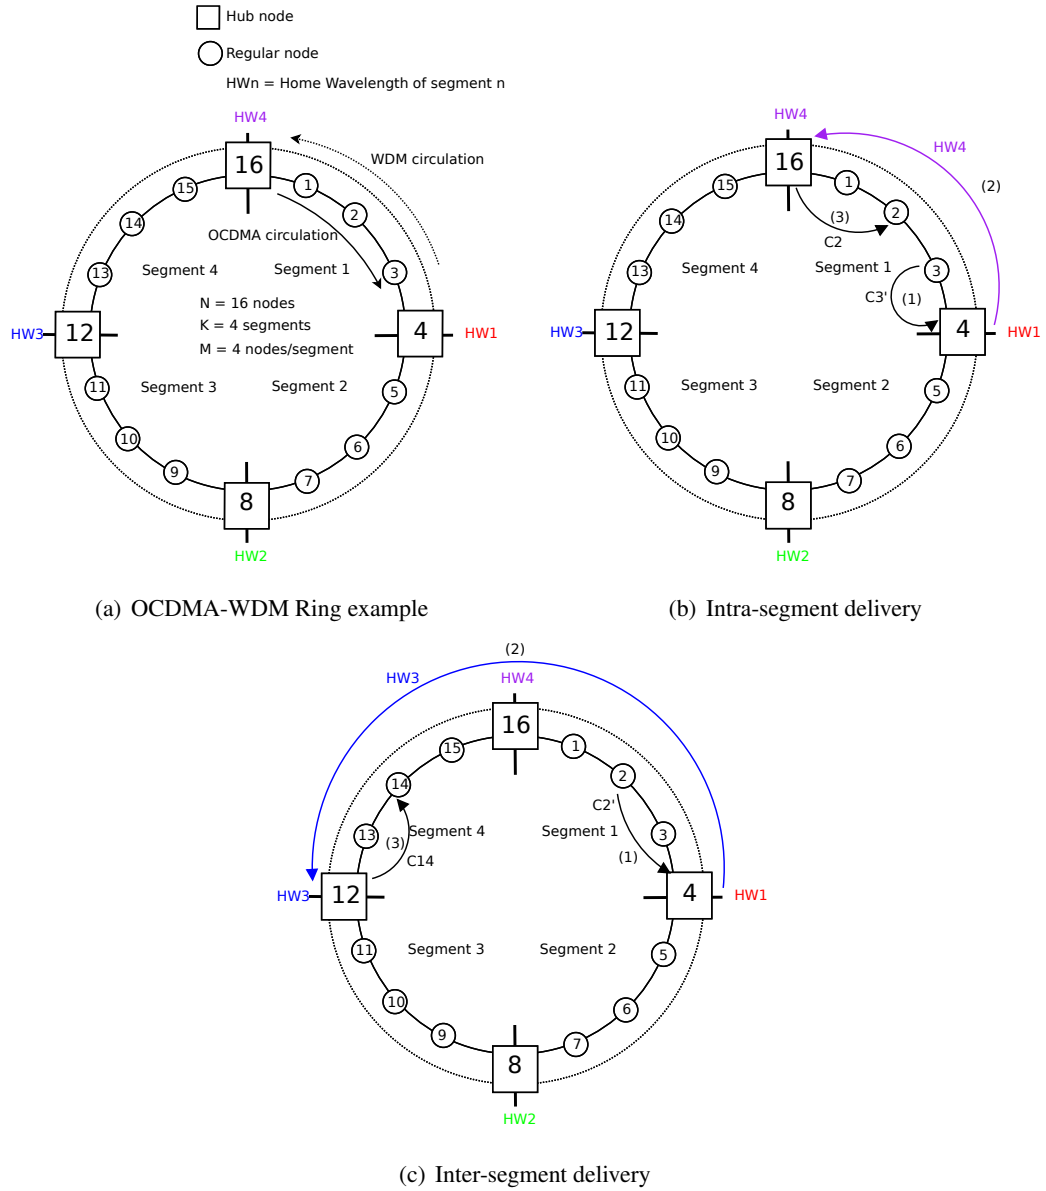 Hub node
Regular node
HWn = Home Wavelength of segment n
HW4
16
WDM circulation
1
15
2
14
OCDMA circulation
13
Segment 4
Segment 1
3
N = 16 nodes
K = 4 segments
M = 4 nodes/segment
HW3
12
4
HW1
11
Segment 3
Segment 2
5
10
6
9
7
8
HW2
(a) OCDMA-WDM Ring example
HW4
HW4
16
(2)
1
15
2
14
(3)
C2
13
Segment 4
Segment 1
3
C3'
(1)
HW3
12
4
HW1
11
Segment 3
Segment 2
5
10
6
9
7
8
HW2
(b) Intra-segment delivery
(2)
HW3
HW4
16
1
15
2
14
C2'
13
Segment 4
Segment 1
3
(3)
C14
(1)
HW3
12
4
HW1
11
Segment 3
Segment 2
5
10
6
9
7
8
HW2
(c) Inter-segment delivery